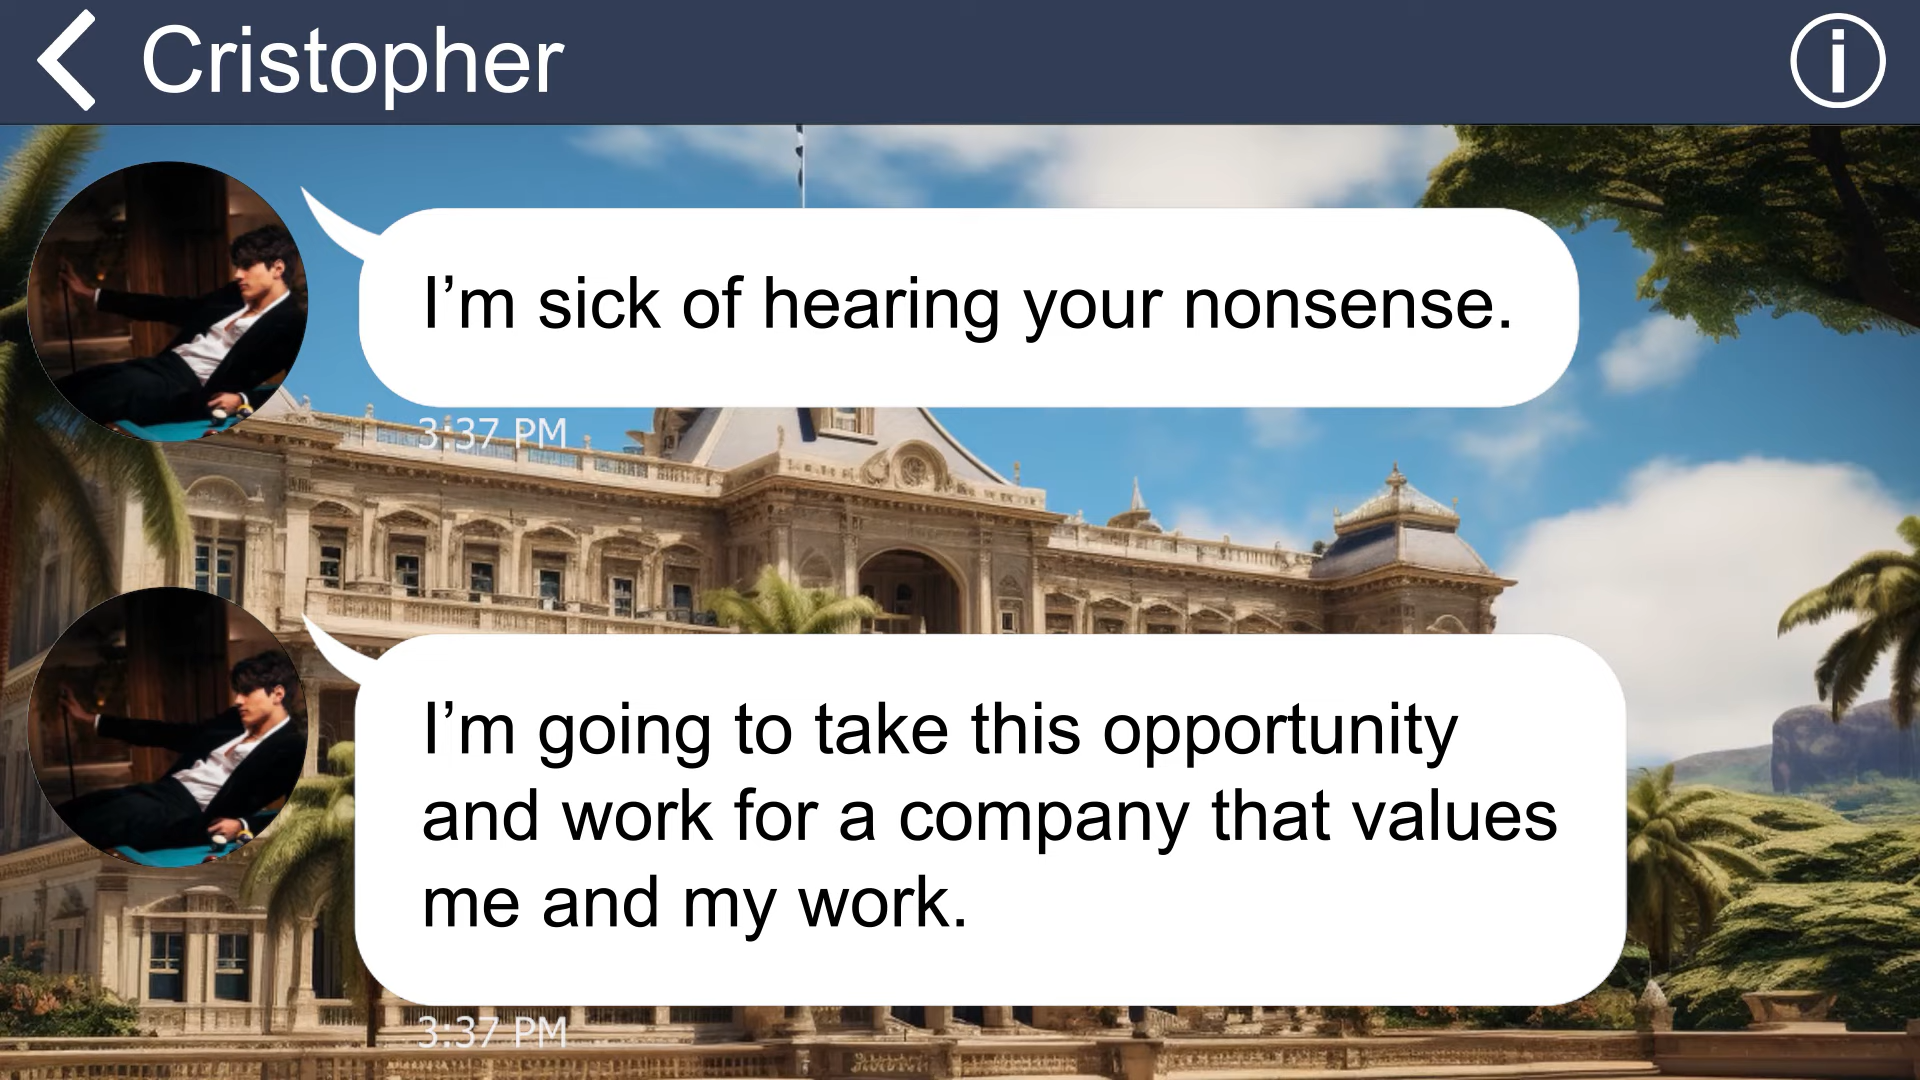 Cristopher
I’m sick of hearing your nonsense.
3:37 PM
I’m going to take this opportunity
and work for a company that values
me and my work.
3:37 PM